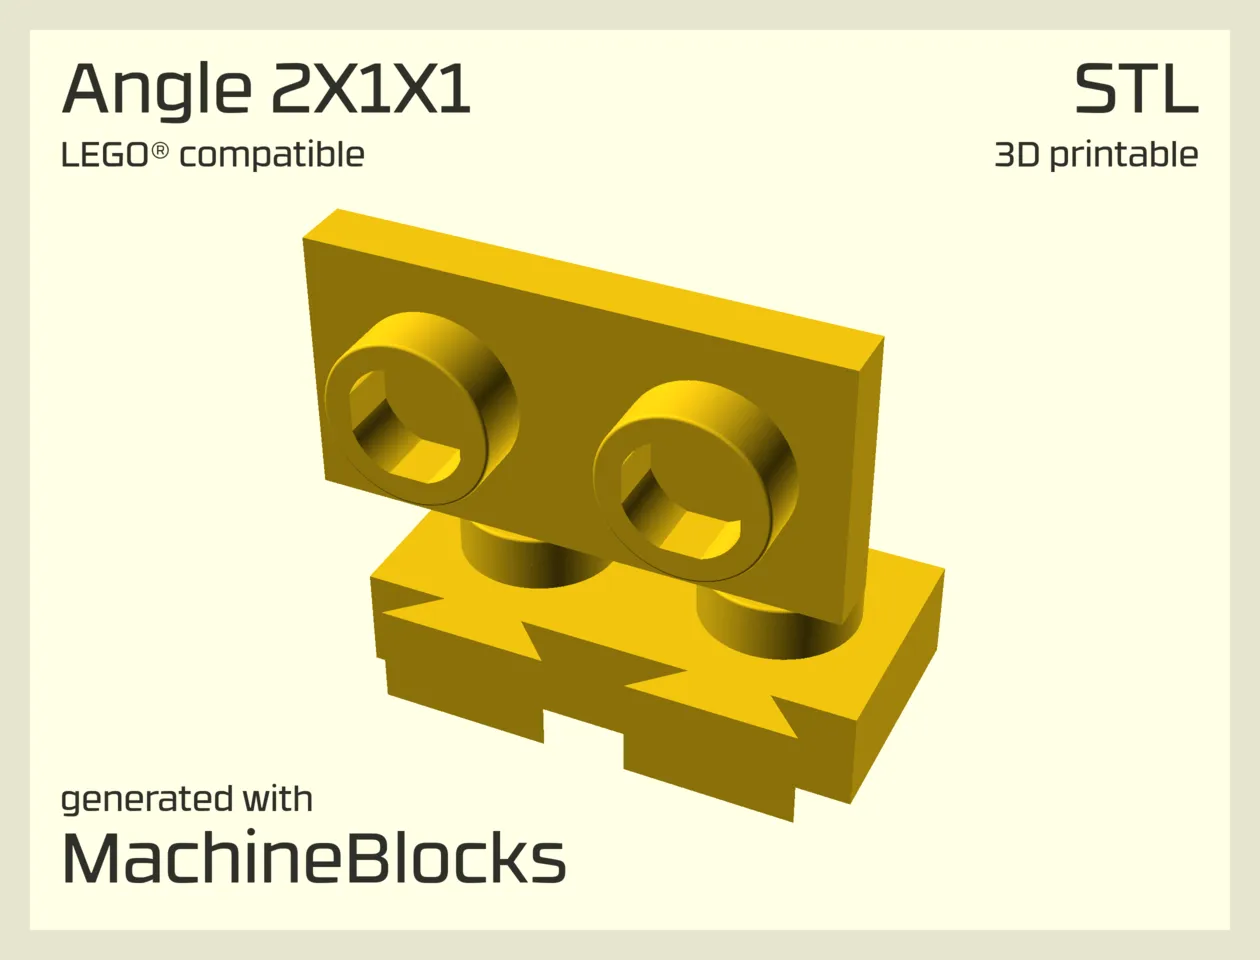 Angle 2X1X1
STL
LEGO® compatible
3D printable
generated with
MachineBlocks